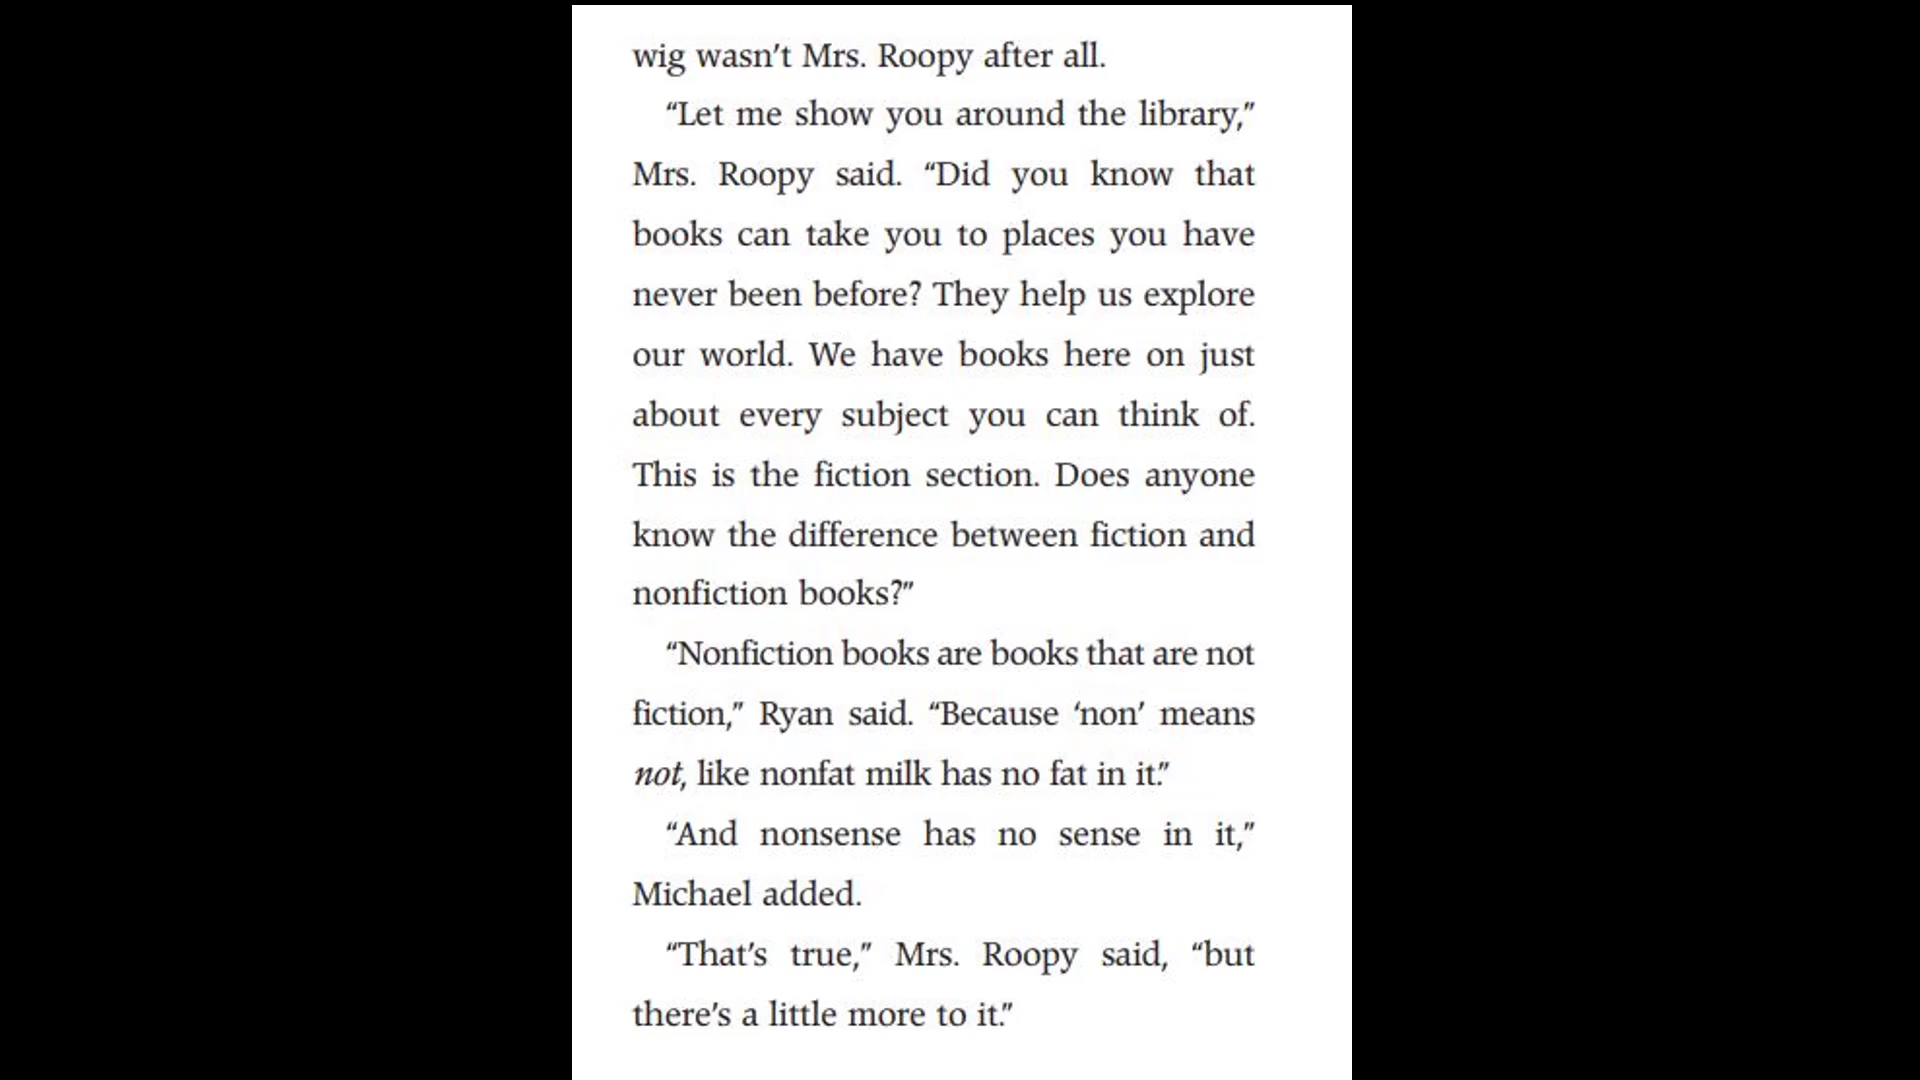 wig wasn’t Mrs. Roopy after all.
“Let me show you around the library,”
Mrs. Roopy said. “Did you know that
books can take you to places you have
never been before? They help us explore
our world. We have books here on just
about every subject you can think of.
This is the fiction section. Does anyone
know the difference between fiction and
nonfiction books?”
“Nonfiction books are books that are not
fiction,” Ryan said. “Because ‘non’ means
not, like nonfat milk has no fat in it.”
“And nonsense has no sense in it,”
Michael added.
“That’s true,” Mrs. Roopy said, “but
there’s a little more to it.”